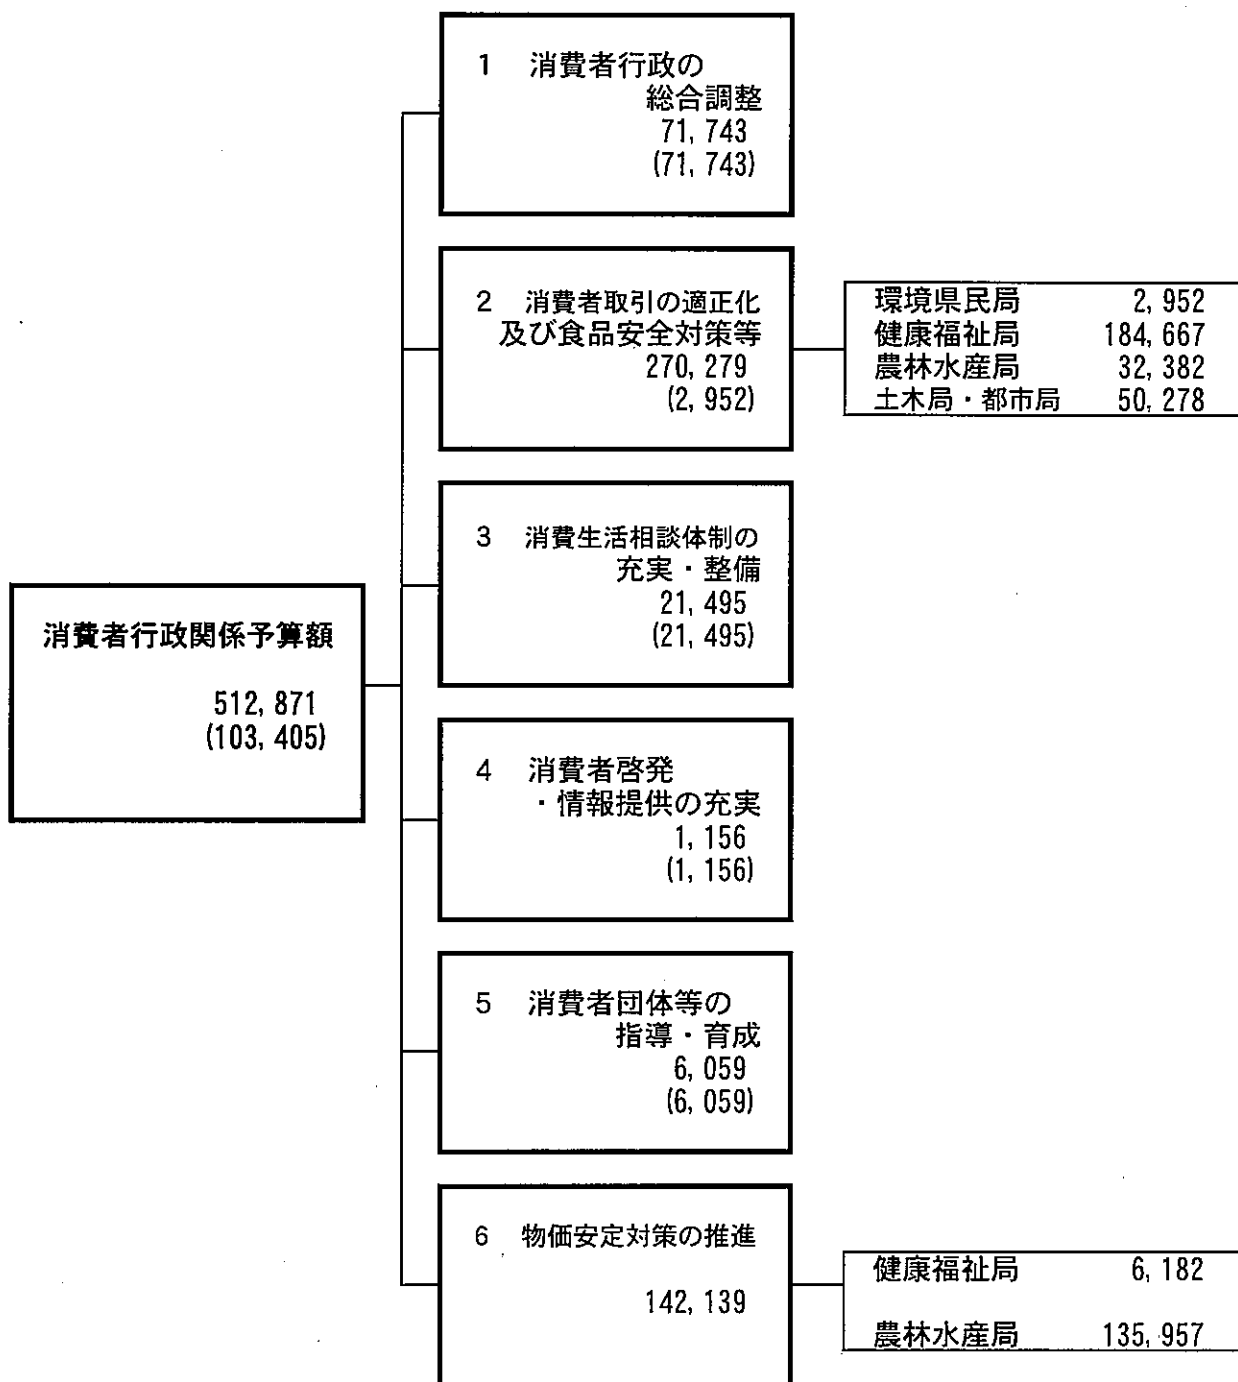 1 消費者行政の
総合調整
71,743
(71,743)
2 消費者取引の適正化
及び食品安全対策等
270,279
(2,952)
環境県民局 2,952
健康福祉局 184,667
農林水産局 32,382
土木局・都市局 50,278
3 消費生活相談体制の
充実・整備
21,495
(21,495)
消費者行政関係予算額
512,871
(103,405)
4 消費者啓発
・情報提供の充実
1,156
(1,156)
5 消費者団体等の
指導・育成
6,059
(6,059)
6 物価安定対策の推進
142,139
健康福祉局 6,182
農林水産局 135,957